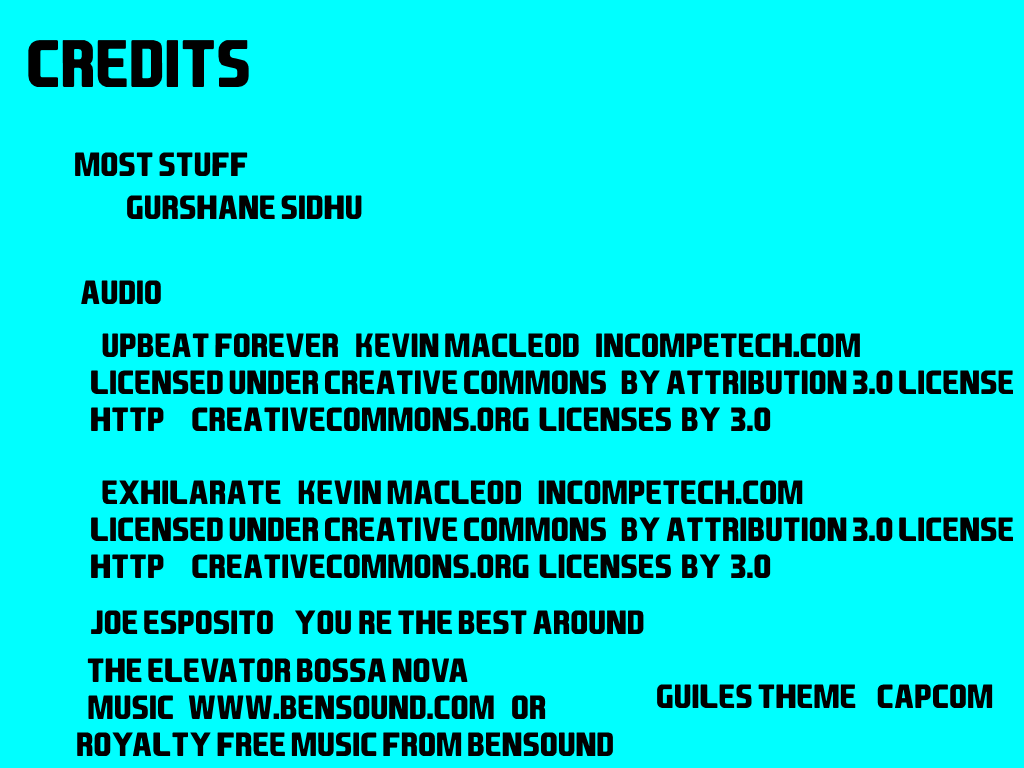 CREDITS
MOST STUFF
GURSHANE SIDHU
AUDIO
UPBEAT FOREVER KEVIN MACLEOD INCOMPETECH.COM
LICENSED UNDER CREATIVE COMMONS BY ATTRIBUTION 3.0 LICENSE
HTTP CREATIVECOMMONS.ORG LICENSES BY 3.0
EXHILARATE KEVIN MACLEOD INCOMPETECH.COM
LICENSED UNDER CREATIVE COMMONS BY ATTRIBUTION 3.0 LICENSE
HTTP CREATIVECOMMONS.ORG LICENSES BY 3.0
JOE ESPOSITO YOU RE THE BEST AROUND
THE ELEVATOR BOSSA NOVA
MUSIC WWW.BENSOUND.COM OR
ROYALTY FREE MUSIC FROM BENSOUND
GUILES THEME CAPCOM